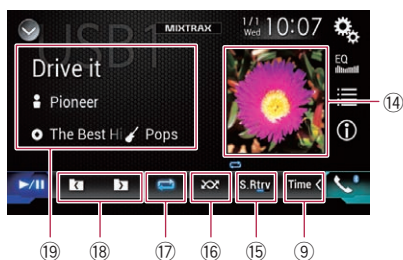 USB1
MIXTRAX
1/1
Wed
10:07
EQ
Drive it
Pioneer
The Best Hi
Pops
S.Rtrv
Time
⑭
⑲
⑱
⑰
⑯
⑮
⑨